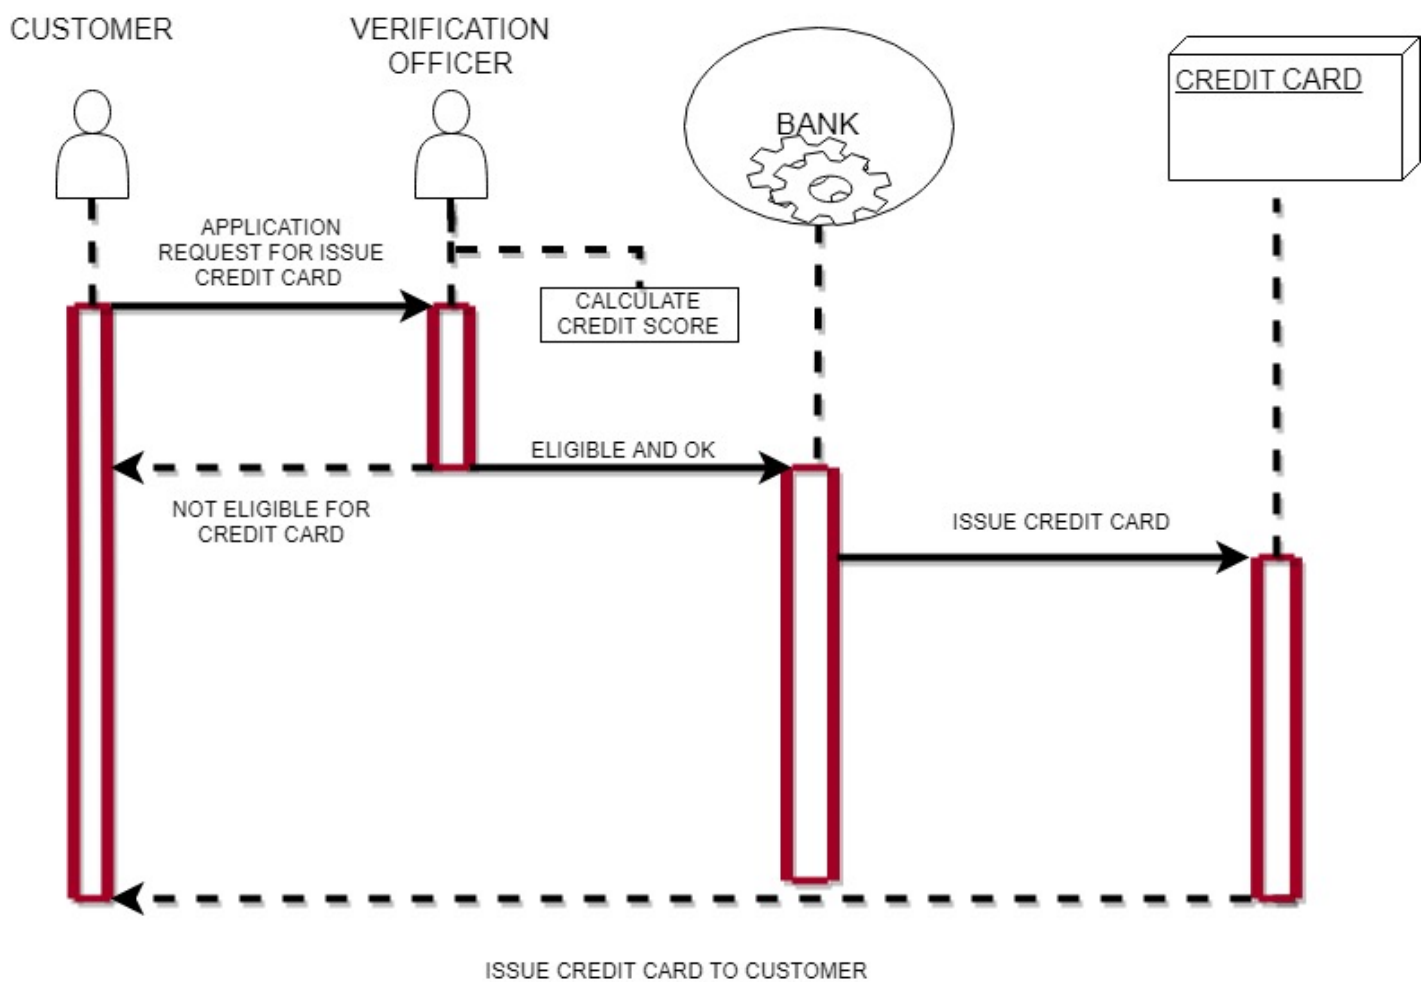 CUSTOMER
VERIFICATION
OFFICER
BANK
CREDIT CARD
APPLICATION
REQUEST FOR ISSUE
CREDIT CARD
CALCULATE
CREDIT SCORE
ELIGIBLE AND OK
NOT ELIGIBLE FOR
CREDIT CARD
ISSUE CREDIT CARD
ISSUE CREDIT CARD TO CUSTOMER